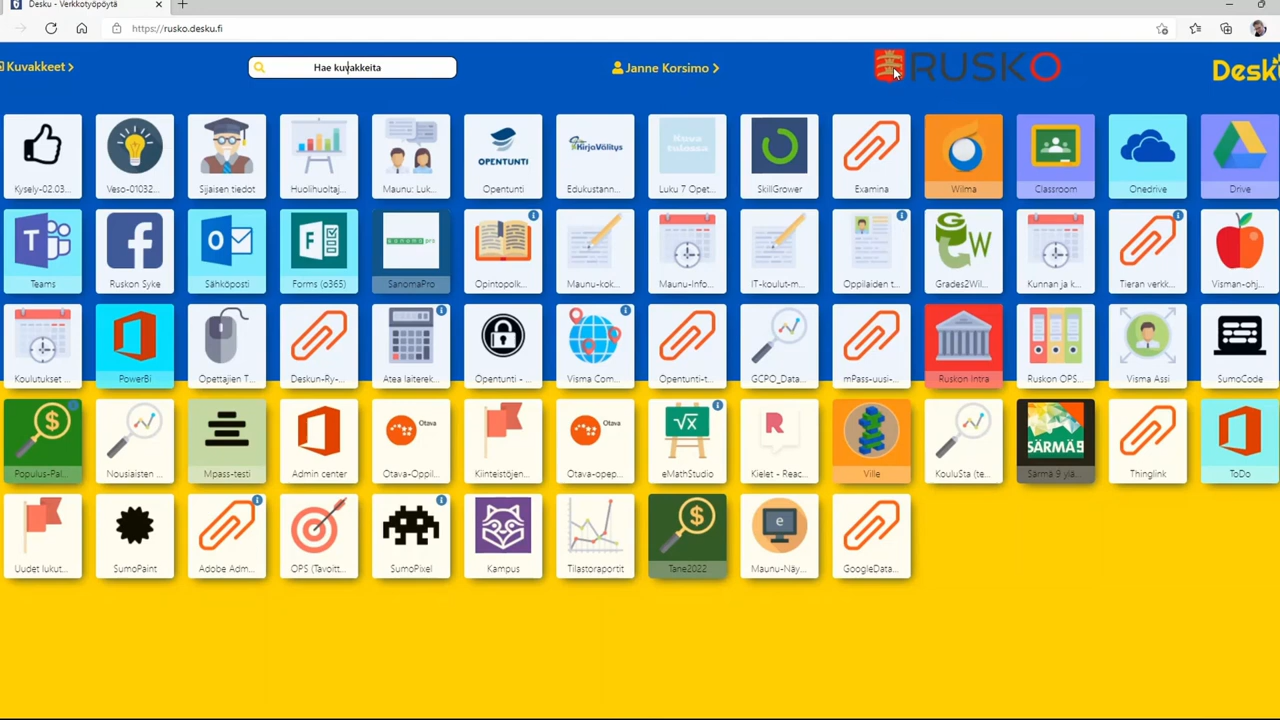 Desku - Verkkotyöpöytä
https://rusko.desku.fi
Kuvakkeet
Hae kuvakkeita
Janne Korsimo
RUSKO
Desku
Kysely-02.03...
Veso-01032...
Sijaisen tiedot
Huolihuoltaj...
Maunu: Luk...
OPENTUNTI
Opentunti
KirjoVälitys
Edukustann...
Kuva tulossa
Luku 7 Opet...
SkillGrower
Examina
Wilma
Classroom
Onedrive
Drive
Teams
Ruskon Syke
Sähköposti
Forms (o365)
sanoma pro
SanomaPro
Opintopolk...
Maunu-kok...
Maunu-Info...
IT-koulut-m...
Oppilaiden t...
Grades2Wil...
Kunnan ja k...
Tieran verkk...
Visman-ohj...
Koulutukset ...
PowerBi
Opettajien T...
Deskun-Ry-...
Atea laiterek...
Opentunti - ...
Visma Com...
Opentunti-t...
GCPO_Data...
mPass-uusi-...
Ruskon Intra
Ruskon OPS...
Visma Assi
SumoCode
Populus-Pal...
Nousiaisten ...
Mpass-testi
Admin center
Otava
Otava-Oppil...
Kiinteistöjen...
Otava
Otava-opep...
√x
eMathStudio
R
Kielet - Reac...
Ville
KouluSta (te...
SÄRMÄ9
Särmä 9 ylä...
Thinglink
ToDo
Uudet lukut...
SumoPaint
Adobe Adm...
OPS (Tavoitt...
SumoPixel
Kampus
Tilastoraportit
Tane2022
e
Maunu-Näy...
GoogleData...